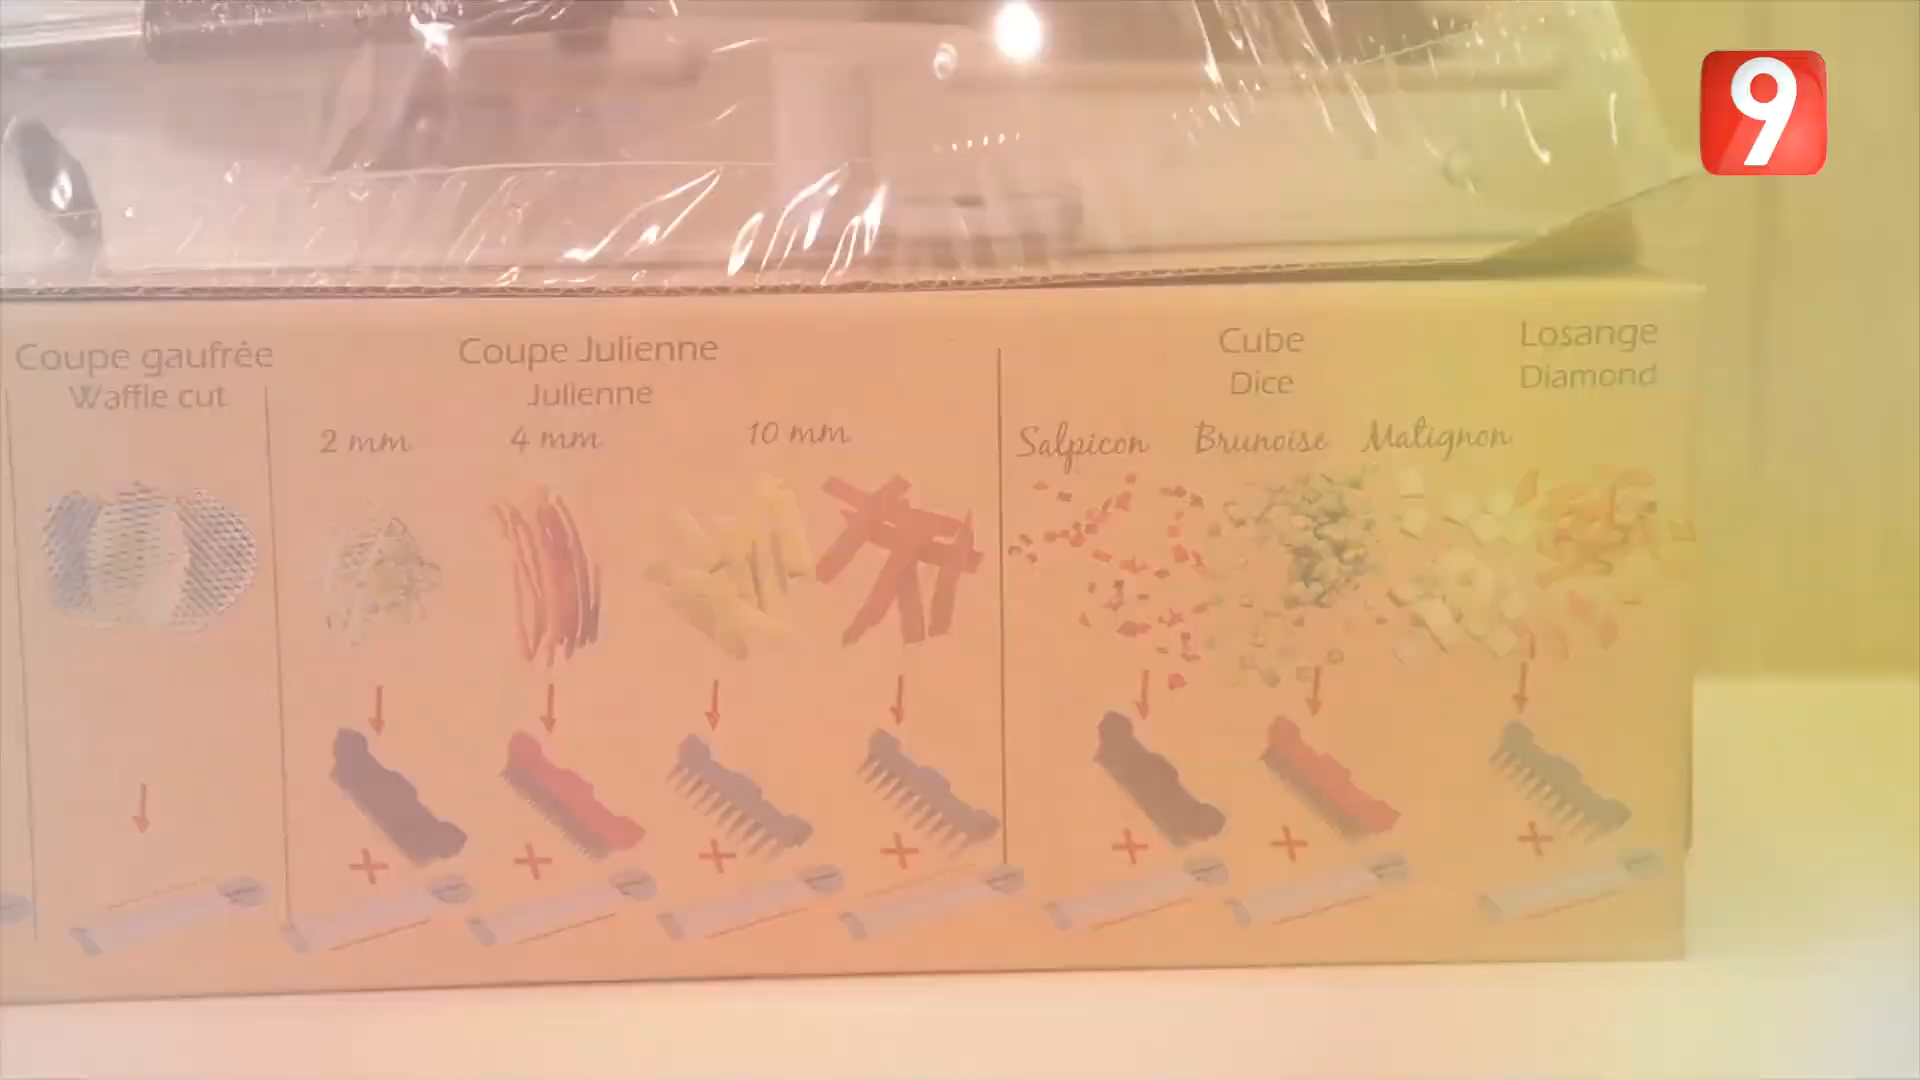 9
Coupe gaufrée
Waffle cut
Coupe Julienne
Julienne
2 mm
4 mm
10 mm
Cube
Dice
Salpicon
Brunoise
Matignon
Losange
Diamond